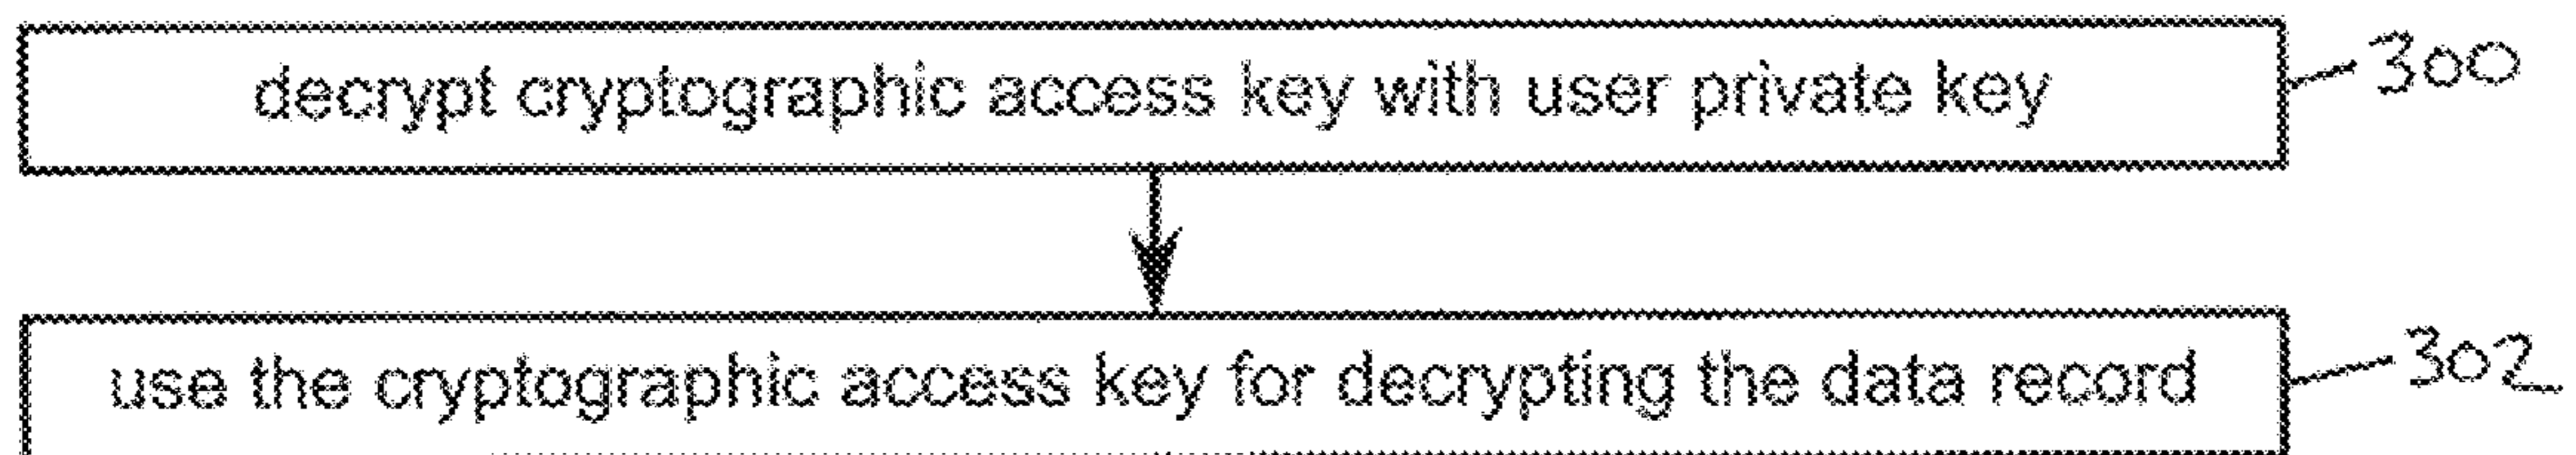 decrypt cryptographic access key with user private key 300
use the cryptographic access key for decrypting the data record 302